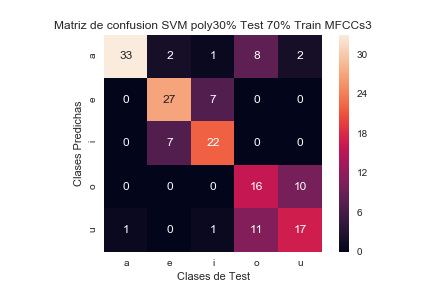 Matriz de confusion SVM poly30% Test 70% Train MFCCs3
Clases Predichas
a 33 2 1 8 2
e 0 27 7 0 0
i 0 7 22 0 0
o 0 0 0 16 10
u 1 0 1 11 17
a e i o u
Clases de Test
30
24
18
12
6
0